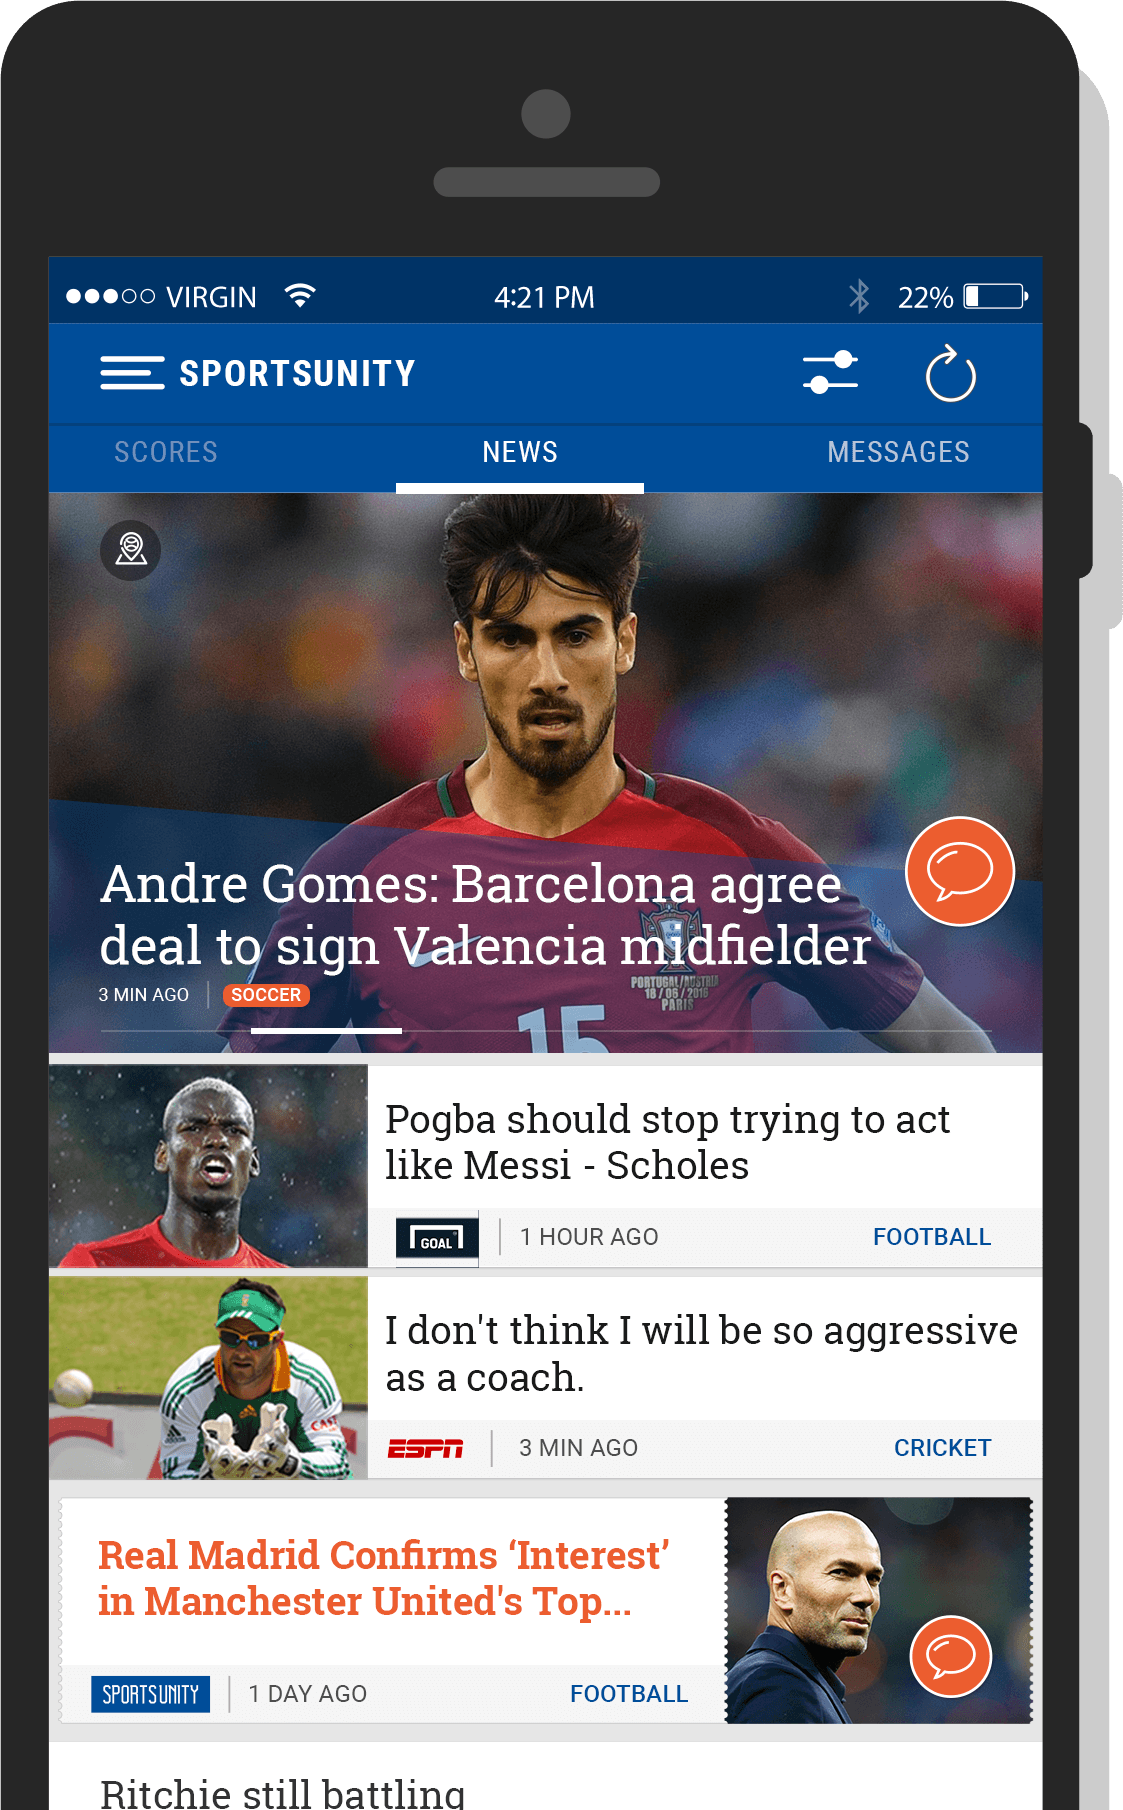 VIRGIN 4:21 PM 22%
SPORTSUNITY
SCORES NEWS MESSAGES
Andre Gomes: Barcelona agree
deal to sign Valencia midfielder
PORTUGAL/AUSTRIA
18 / 06 / 2016
PARIS
3 MIN AGO SOCCER
15
Pogba should stop trying to act
like Messi - Scholes
GOAL 1 HOUR AGO FOOTBALL
I don't think I will be so aggressive
as a coach.
ESPN 3 MIN AGO CRICKET
Real Madrid Confirms ‘Interest’
in Manchester United's Top...
SPORTSUNITY 1 DAY AGO FOOTBALL
Ritchie still battling